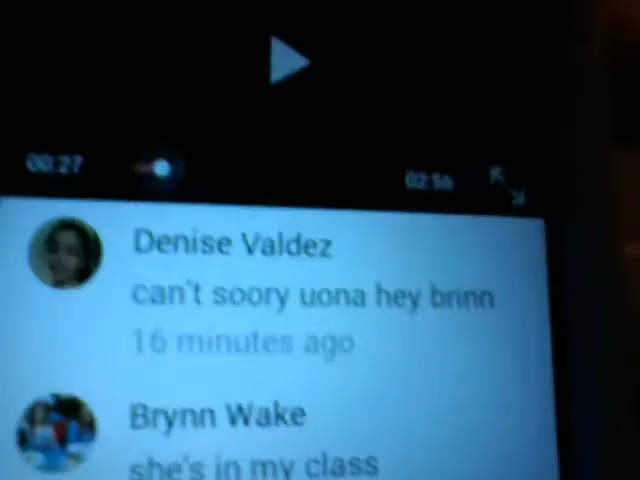 00:27
02:56
Denise Valdez
can't soory uona hey brinn
16 minutes ago
Brynn Wake
she's in my class